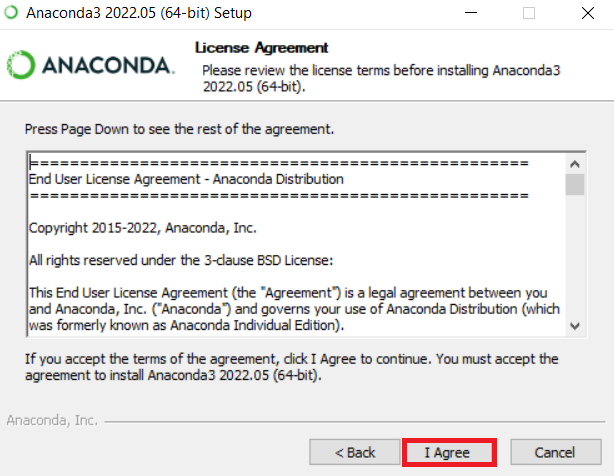 Anaconda3 2022.05 (64-bit) Setup
ANACONDA.
License Agreement
Please review the license terms before installing Anaconda3
2022.05 (64-bit).
Press Page Down to see the rest of the agreement.
==================================================
End User License Agreement - Anaconda Distribution
==================================================
Copyright 2015-2022, Anaconda, Inc.
All rights reserved under the 3-clause BSD License:
This End User License Agreement (the "Agreement") is a legal agreement between you
and Anaconda, Inc. ("Anaconda") and governs your use of Anaconda Distribution (which
was formerly known as Anaconda Individual Edition).
If you accept the terms of the agreement, click I Agree to continue. You must accept the
agreement to install Anaconda3 2022.05 (64-bit).
Anaconda, Inc.
< Back
I Agree
Cancel